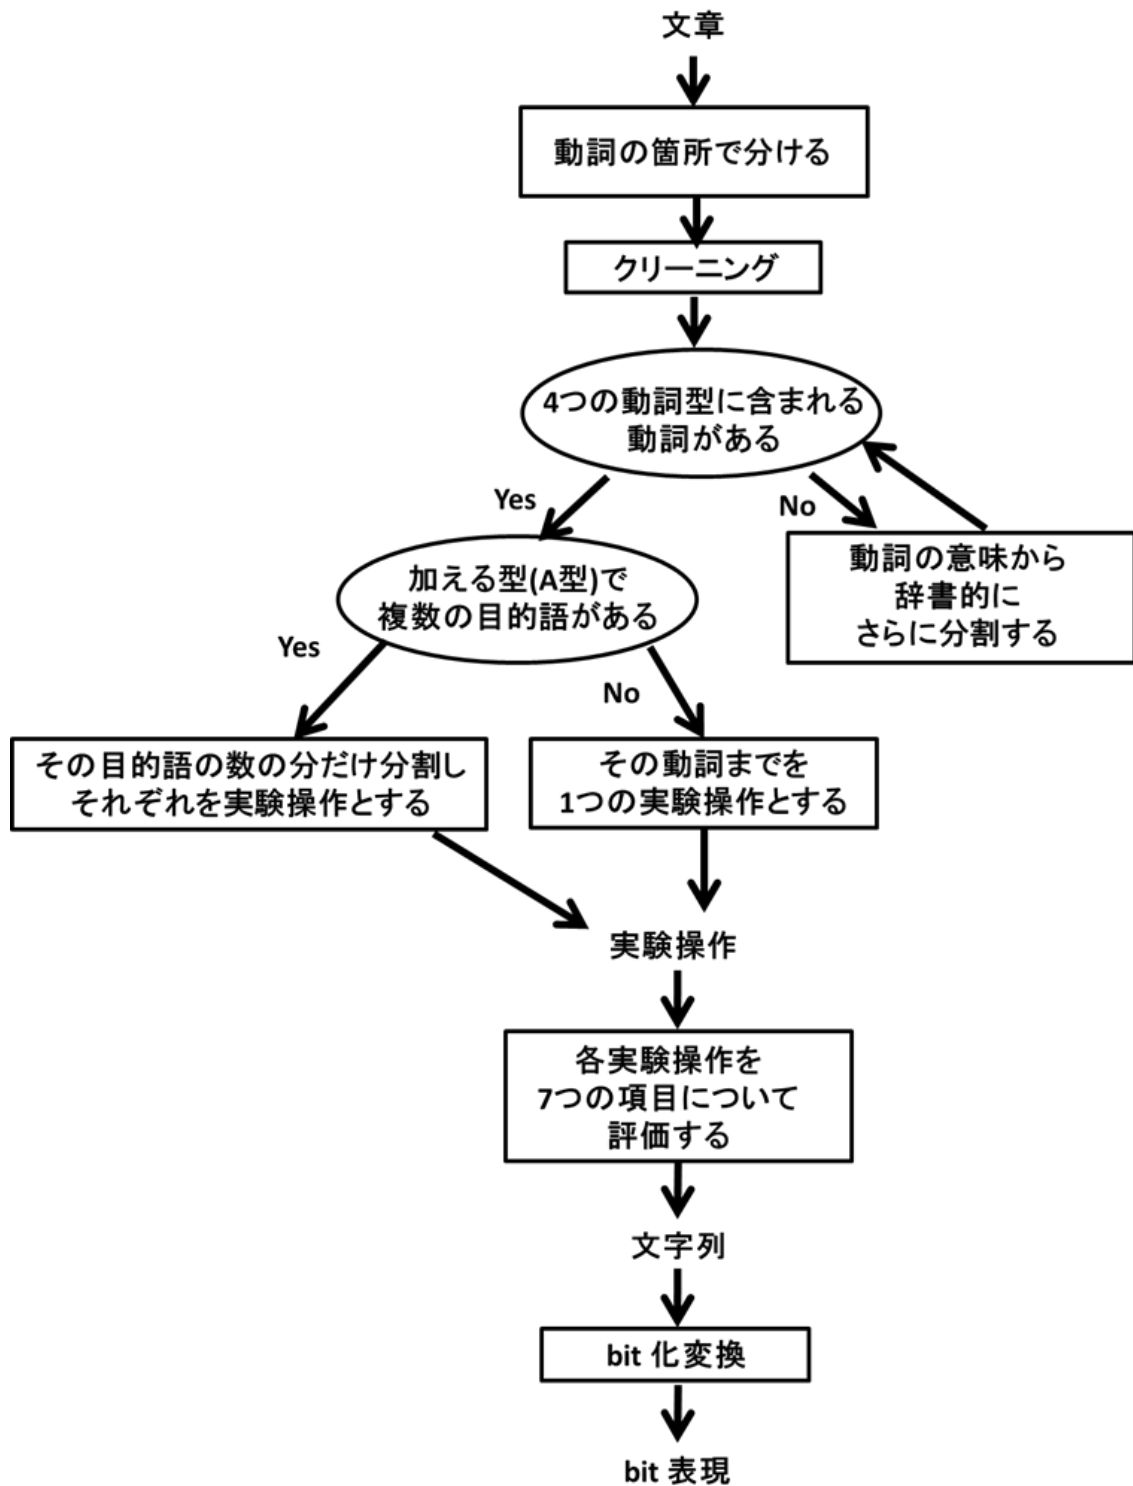 文章
動詞の箇所で分ける
クリーニング
4つの動詞型に含まれる
動詞がある
Yes
No
加える型(A型)で
複数の目的語がある
動詞の意味から
辞書的に
さらに分割する
Yes
No
その目的語の数の分だけ分割し
それぞれを実験操作とする
その動詞までを
1つの実験操作とする
実験操作
各実験操作を
7つの項目について
評価する
文字列
bit 化変換
bit 表現